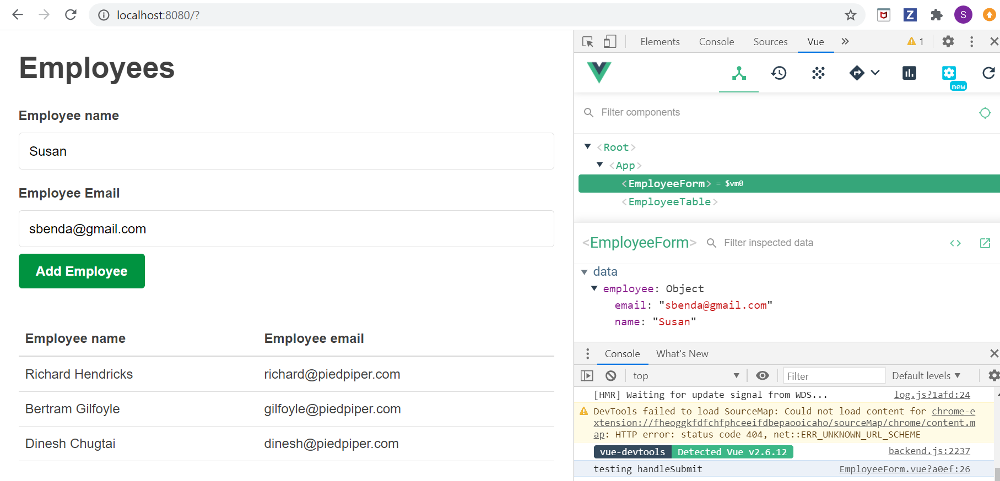 localhost:8080/?
S
Employees
Employee name
Susan
Employee Email
sbenda@gmail.com
Add Employee
Employee name Employee email
Richard Hendricks richard@piedpiper.com
Bertram Gilfoyle gilfoyle@piedpiper.com
Dinesh Chugtai dinesh@piedpiper.com
Elements Console Sources Vue » 1
new
Filter components
<Root>
<App>
<EmployeeForm> = $vm0
<EmployeeTable>
<EmployeeForm> Filter inspected data
data
employee: Object
email: "sbenda@gmail.com"
name: "Susan"
Console What's New
top Filter Default levels
[HMR] Waiting for update signal from WDS... log.js?1afd:24
DevTools failed to load SourceMap: Could not load content for chrome-e
xtension://fheoggkfdfchfphceeifdbepaooicaho/sourceMap/chrome/content.m
ap: HTTP error: status code 404, net::ERR_UNKNOWN_URL_SCHEME
vue-devtools Detected Vue v2.6.12 backend.js:2237
testing handleSubmit EmployeeForm.vue?a0ef:26